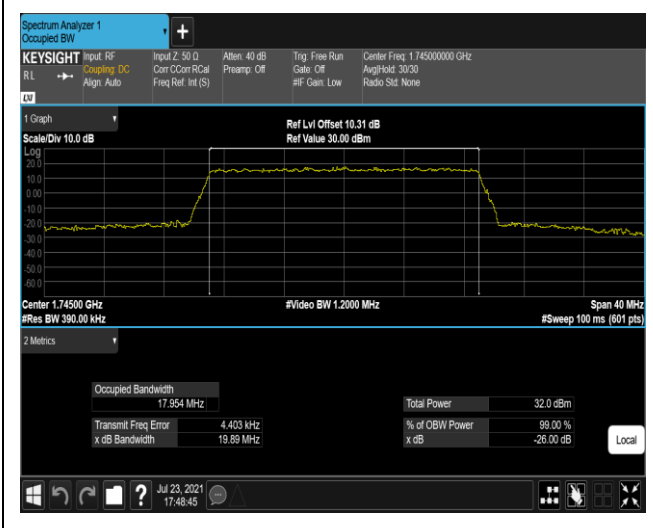 Spectrum Analyzer 1
Occupied BW
+
KEYSIGHT
RL
LXI
Input: RF
Coupling: DC
Align: Auto
Input Z: 50 Ω
Corr CCorr RCal
Freq Ref: Int (S)
Atten: 40 dB
Preamp: Off
Trig: Free Run
Gate: Off
#IF Gain: Low
Center Freq: 1.745000000 GHz
Avg|Hold: 30/30
Radio Std: None
1 Graph
Scale/Div 10.0 dB
Ref Lvl Offset 10.31 dB
Ref Value 30.00 dBm
Log
20.0
10.0
0.00
-10.0
-20.0
-30.0
-40.0
-50.0
-60.0
Center 1.74500 GHz
#Res BW 390.00 kHz
#Video BW 1.2000 MHz
Span 40 MHz
#Sweep 100 ms (601 pts)
2 Metrics
Occupied Bandwidth
17.954 MHz
Transmit Freq Error 4.403 kHz
x dB Bandwidth 19.89 MHz
Total Power 32.0 dBm
% of OBW Power 99.00 %
x dB -26.00 dB
Local
?
Jul 23, 2021
17:48:45